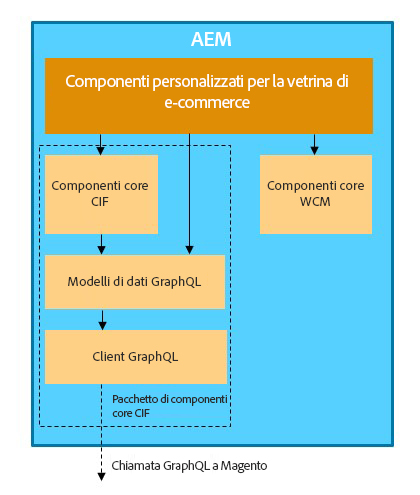 AEM
Componenti personalizzati per la vetrina di
e-commerce
Componenti core
CIF
Componenti core
WCM
Modelli di dati GraphQL
Client GraphQL
Pacchetto di componenti
core CIF
Chiamata GraphQL a Magento